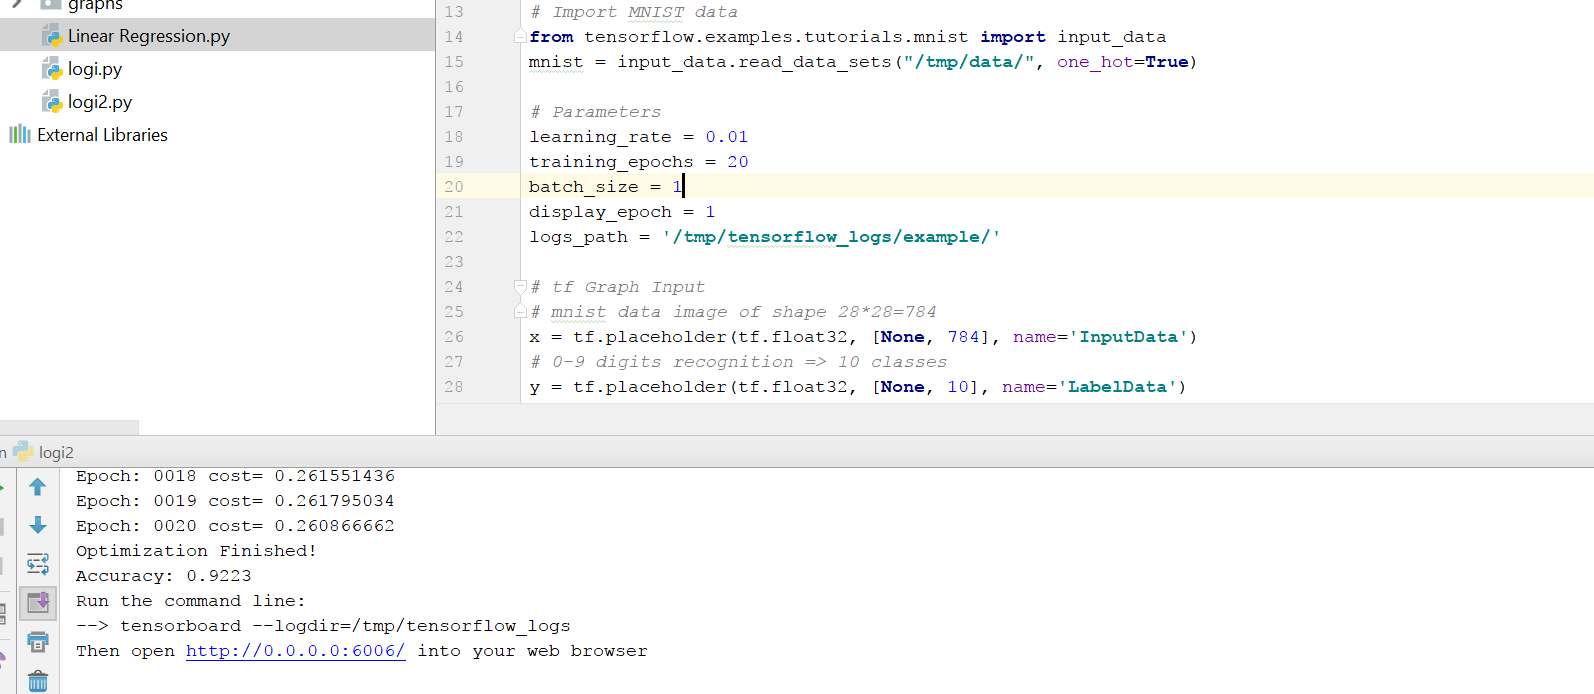 graphs
Linear Regression.py
logi.py
logi2.py
External Libraries
13 # Import MNIST data
14 from tensorflow.examples.tutorials.mnist import input_data
15 mnist = input_data.read_data_sets("/tmp/data/", one_hot=True)
16
17 # Parameters
18 learning_rate = 0.01
19 training_epochs = 20
20 batch_size = 1
21 display_epoch = 1
22 logs_path = '/tmp/tensorflow_logs/example/'
23
24 # tf Graph Input
25 # mnist data image of shape 28*28=784
26 x = tf.placeholder(tf.float32, [None, 784], name='InputData')
27 # 0-9 digits recognition => 10 classes
28 y = tf.placeholder(tf.float32, [None, 10], name='LabelData')
n logi2
Epoch: 0018 cost= 0.261551436
Epoch: 0019 cost= 0.261795034
Epoch: 0020 cost= 0.260866662
Optimization Finished!
Accuracy: 0.9223
Run the command line:
--> tensorboard --logdir=/tmp/tensorflow_logs
Then open http://0.0.0.0:6006/ into your web browser